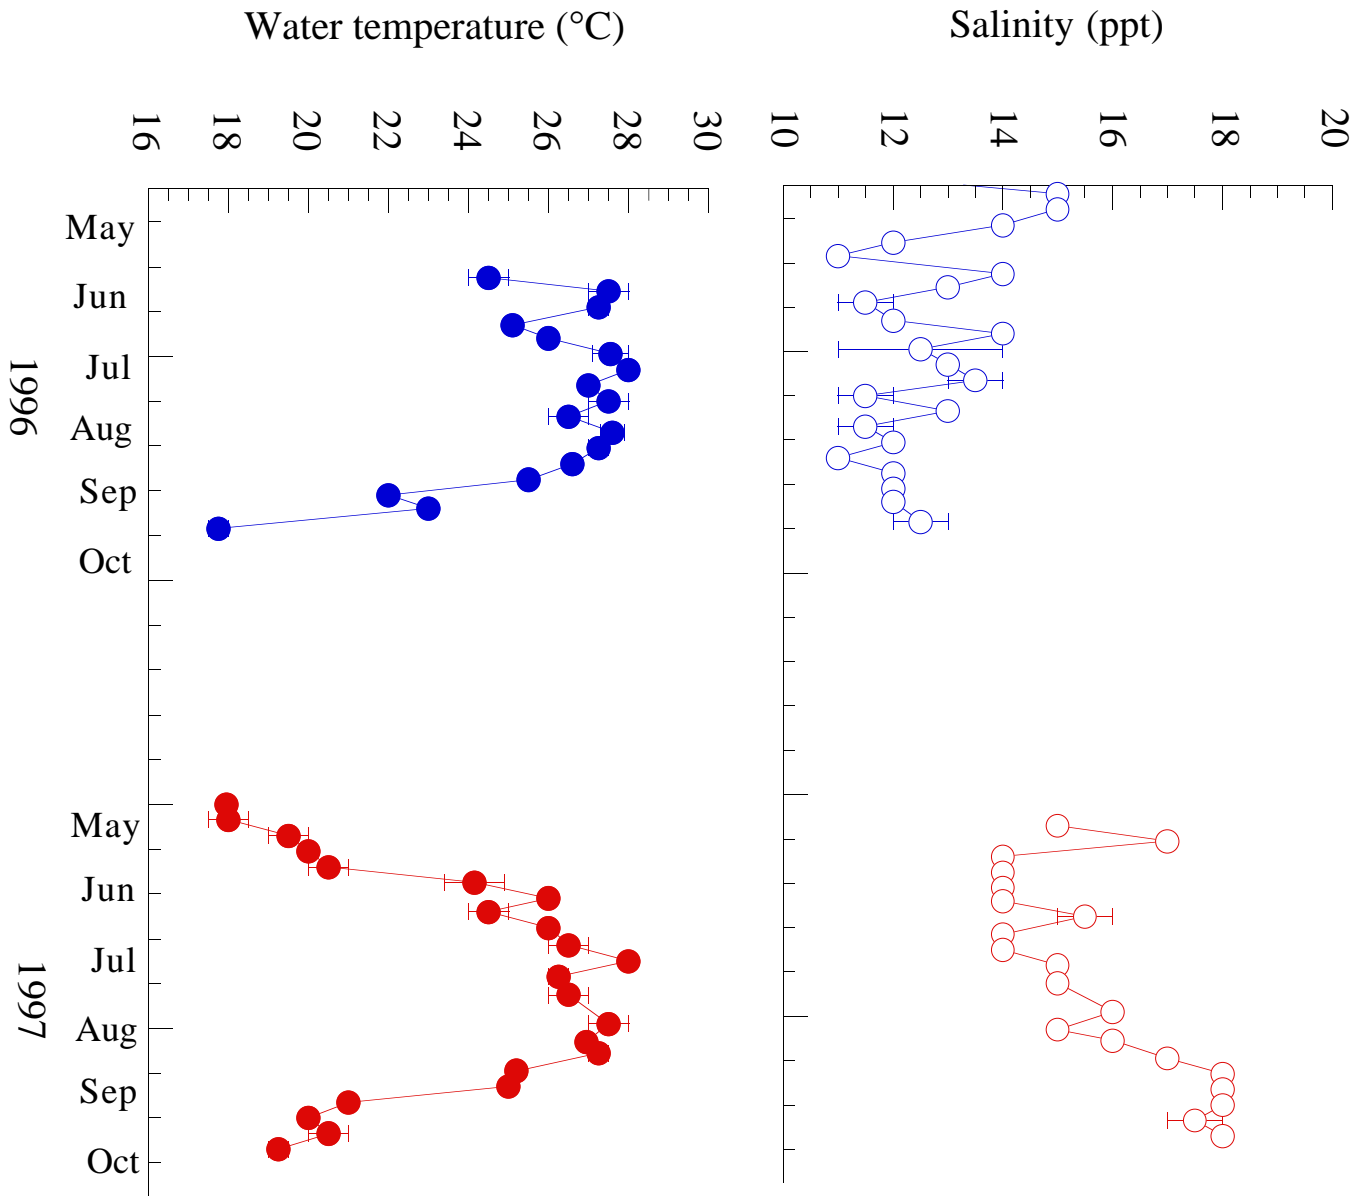 Water temperature (°C)
Salinity (ppt)
16 18 20 22 24 26 28 30
10 12 14 16 18 20
May
Jun
Jul
Aug
Sep
Oct
1996
May
Jun
Jul
Aug
Sep
Oct
1997